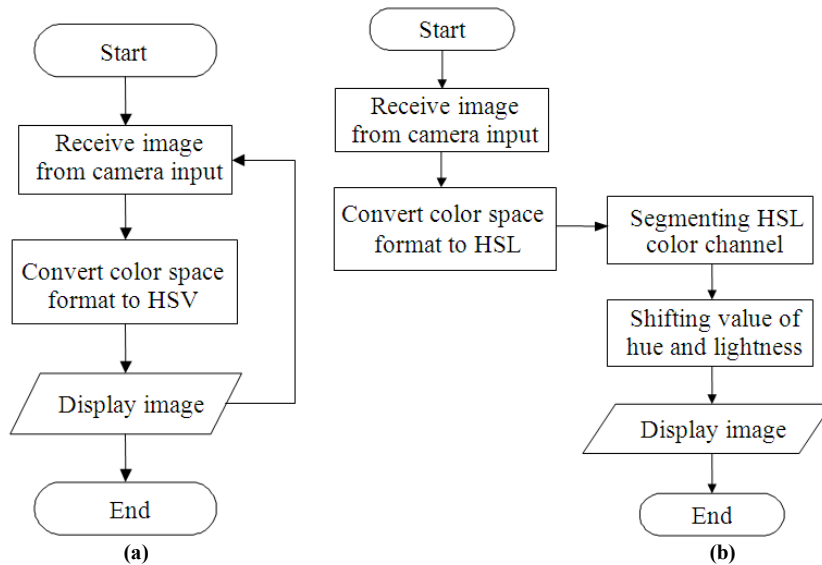 Start
Receive image
from camera input
Convert color space
format to HSV
Display image
End
(a)
Start
Receive image
from camera input
Convert color space
format to HSL
Segmenting HSL
color channel
Shifting value of
hue and lightness
Display image
End
(b)